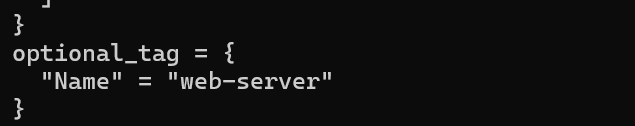 ]
}
optional_tag = {
  "Name" = "web-server"
}